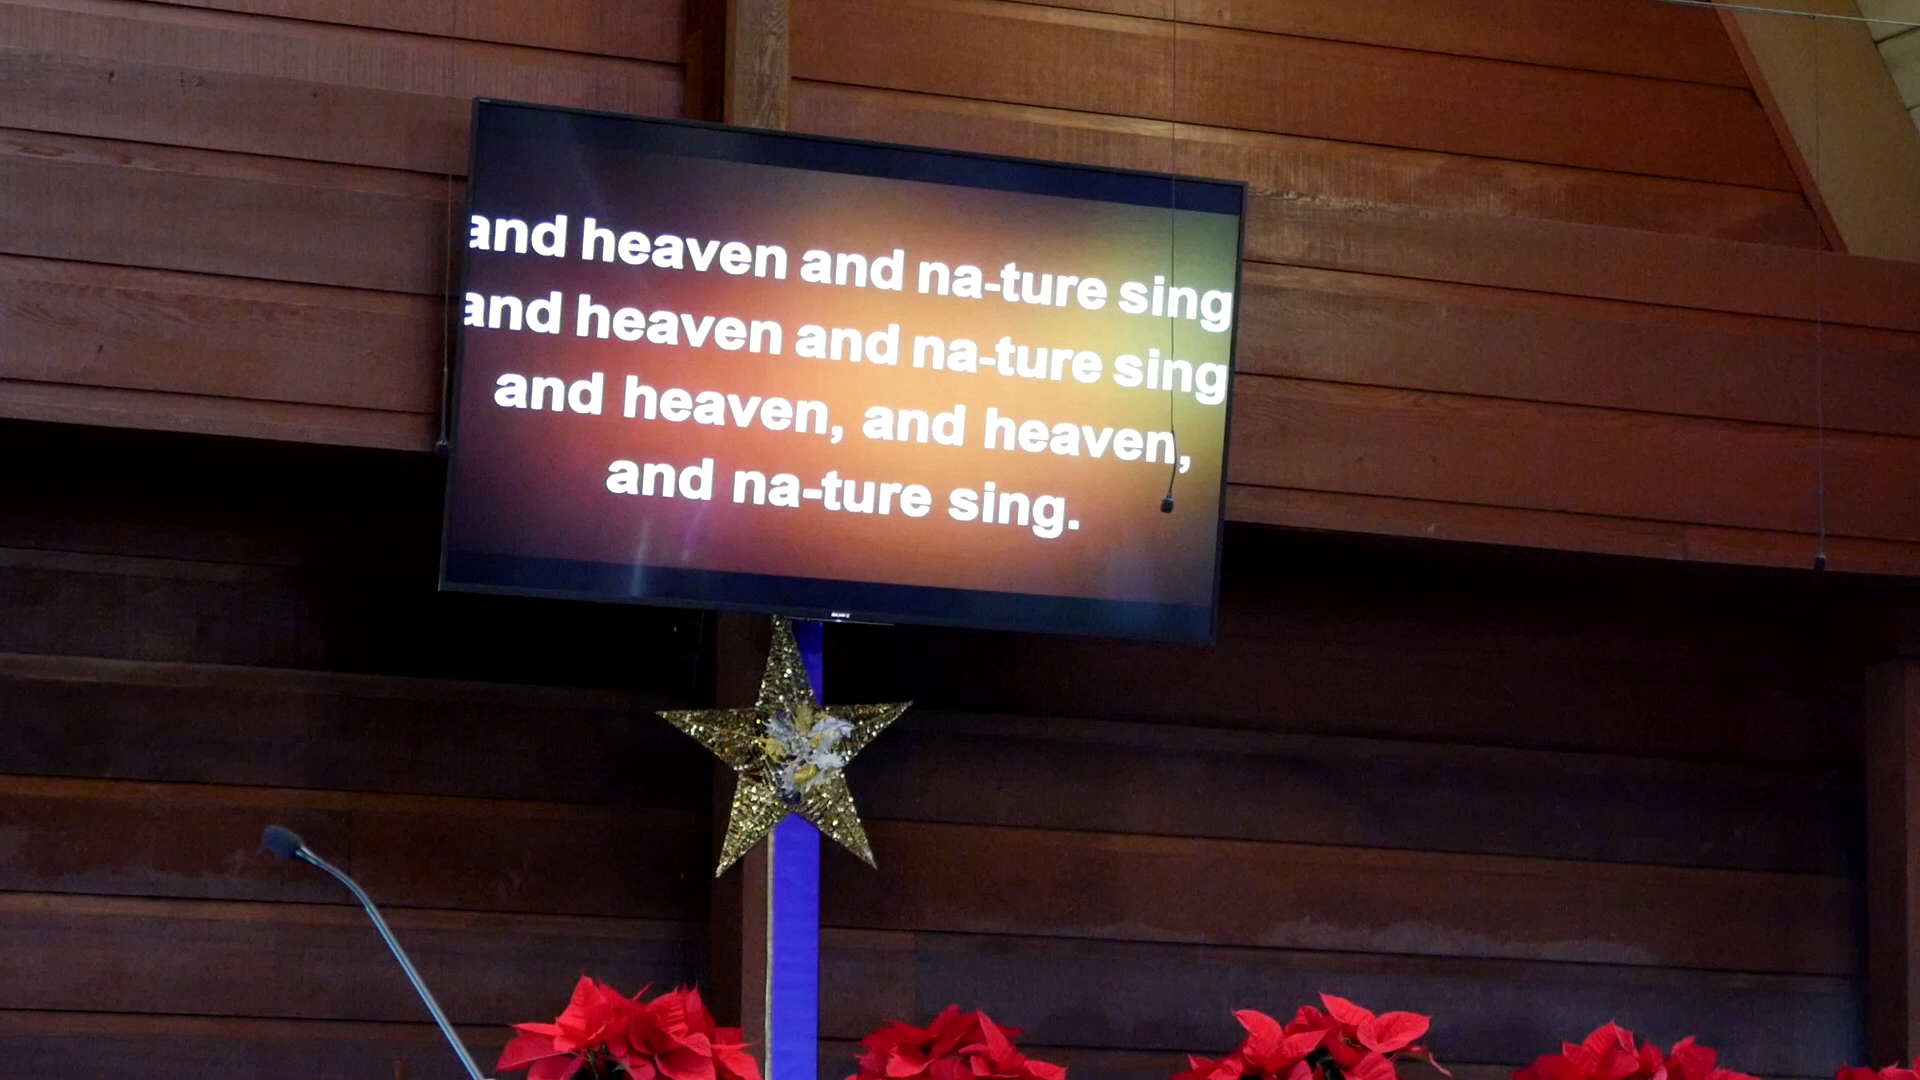 and heaven and na-ture sing
and heaven and na-ture sing
and heaven, and heaven,
and na-ture sing.